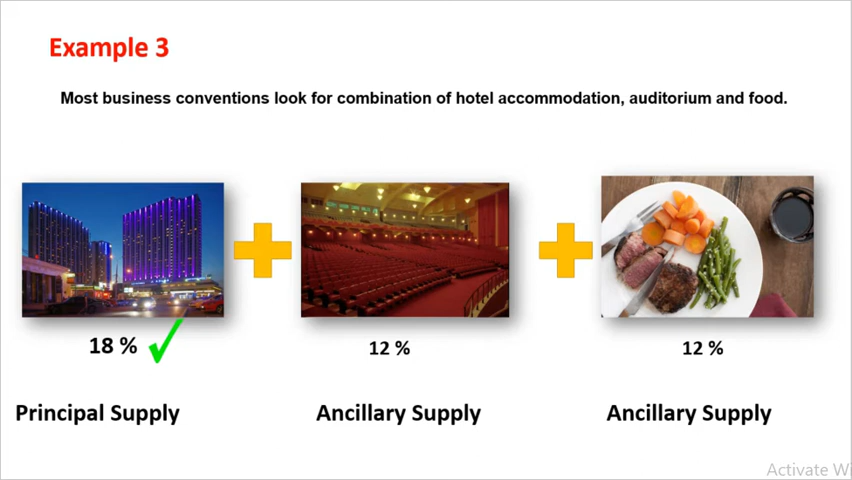 Example 3
Most business conventions look for combination of hotel accommodation, auditorium and food.
18 %
12 %
12 %
Principal Supply
Ancillary Supply
Ancillary Supply
Activate Wi